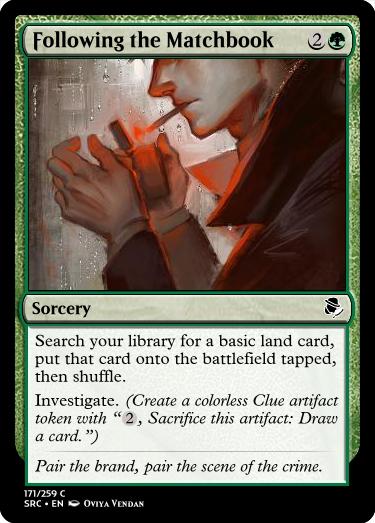 Following the Matchbook 2
Sorcery
Search your library for a basic land card,
put that card onto the battlefield tapped,
then shuffle.
Investigate. (Create a colorless Clue artifact
token with “2, Sacrifice this artifact: Draw
a card.”)
Pair the brand, pair the scene of the crime.
171/259 C
SRC • EN Oviya Vendan